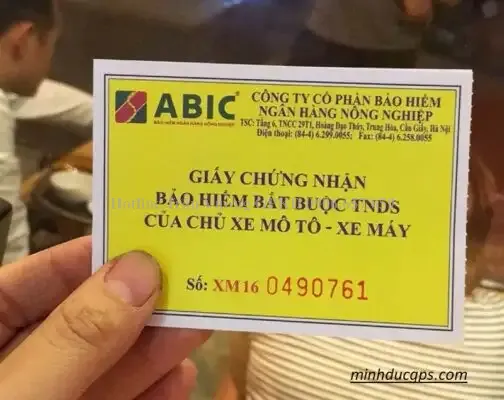 ABIC®
BẢO HIỂM NGÂN HÀNG NÔNG NGHIỆP
CÔNG TY CỔ PHẦN BẢO HIỂM
NGÂN HÀNG NÔNG NGHIỆP
TSC: Tầng 6, TNCC 29T1, Hoàng Đạo Thúy, Trung Hòa, Cầu Giấy, Hà Nội
Điện thoại: (84-4) 6.299.0055; Fax: (84-4) 6.258.0055
GIẤY CHỨNG NHẬN
BẢO HIỂM BẮT BUỘC TNDS
CỦA CHỦ XE MÔ TÔ - XE MÁY
Số: XM16 0490761
minhducqps.com